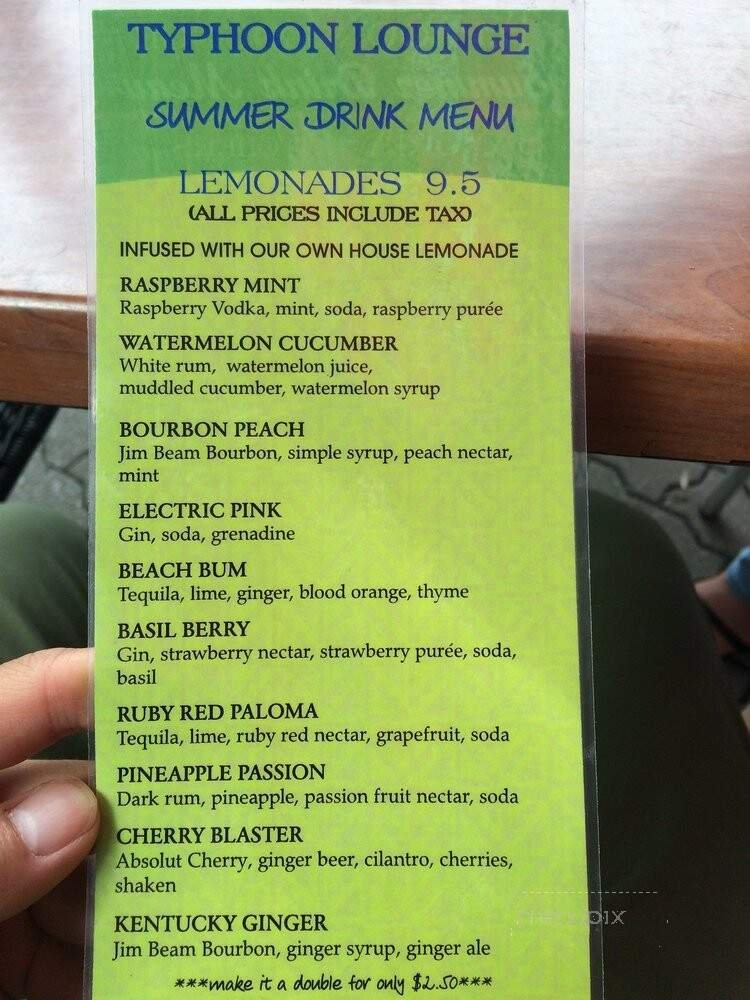 TYPHOON LOUNGE
SUMMER DRINK MENU
LEMONADES 9.5
(ALL PRICES INCLUDE TAX)
INFUSED WITH OUR OWN HOUSE LEMONADE
RASPBERRY MINT
Raspberry Vodka, mint, soda, raspberry purée
WATERMELON CUCUMBER
White rum, watermelon juice,
muddled cucumber, watermelon syrup
BOURBON PEACH
Jim Beam Bourbon, simple syrup, peach nectar,
mint
ELECTRIC PINK
Gin, soda, grenadine
BEACH BUM
Tequila, lime, ginger, blood orange, thyme
BASIL BERRY
Gin, strawberry nectar, strawberry purée, soda,
basil
RUBY RED PALOMA
Tequila, lime, ruby red nectar, grapefruit, soda
PINEAPPLE PASSION
Dark rum, pineapple, passion fruit nectar, soda
CHERRY BLASTER
Absolut Cherry, ginger beer, cilantro, cherries,
shaken
KENTUCKY GINGER
Jim Beam Bourbon, ginger syrup, ginger ale
***make it a double for only $2.50***